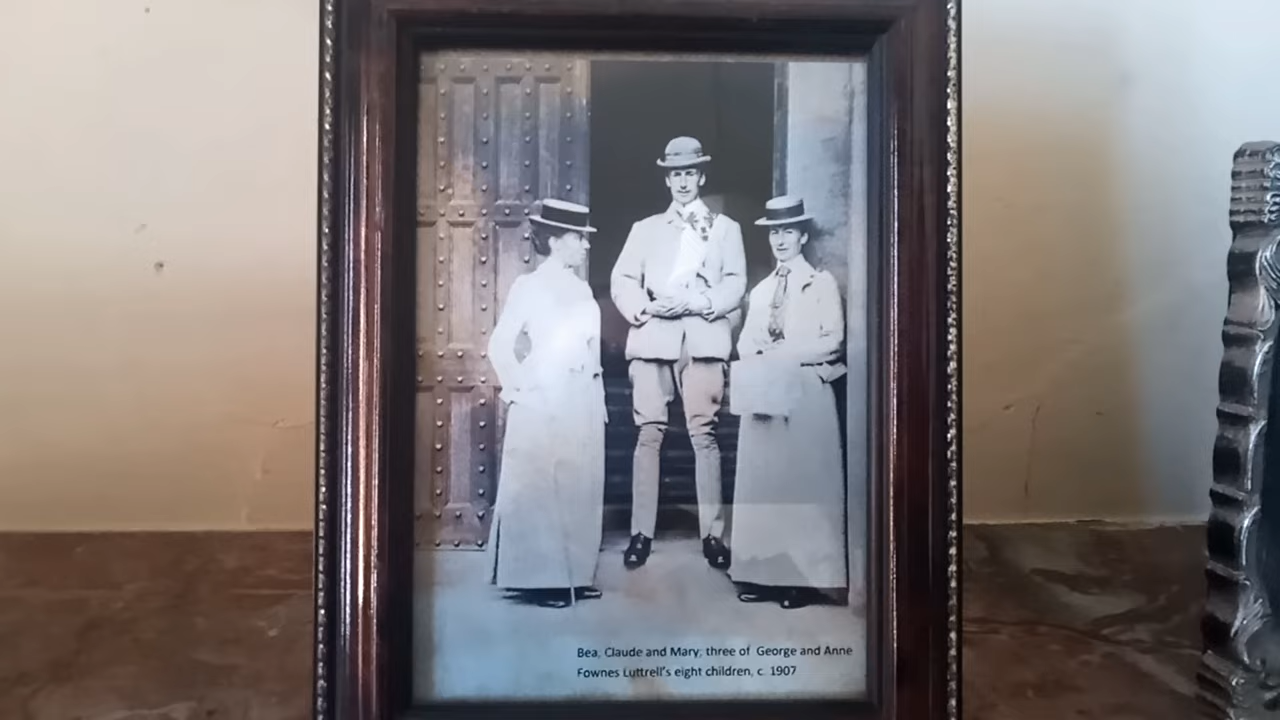 Bea, Claude and Mary; three of George and Anne
Fownes Luttrell's eight children, c. 1907